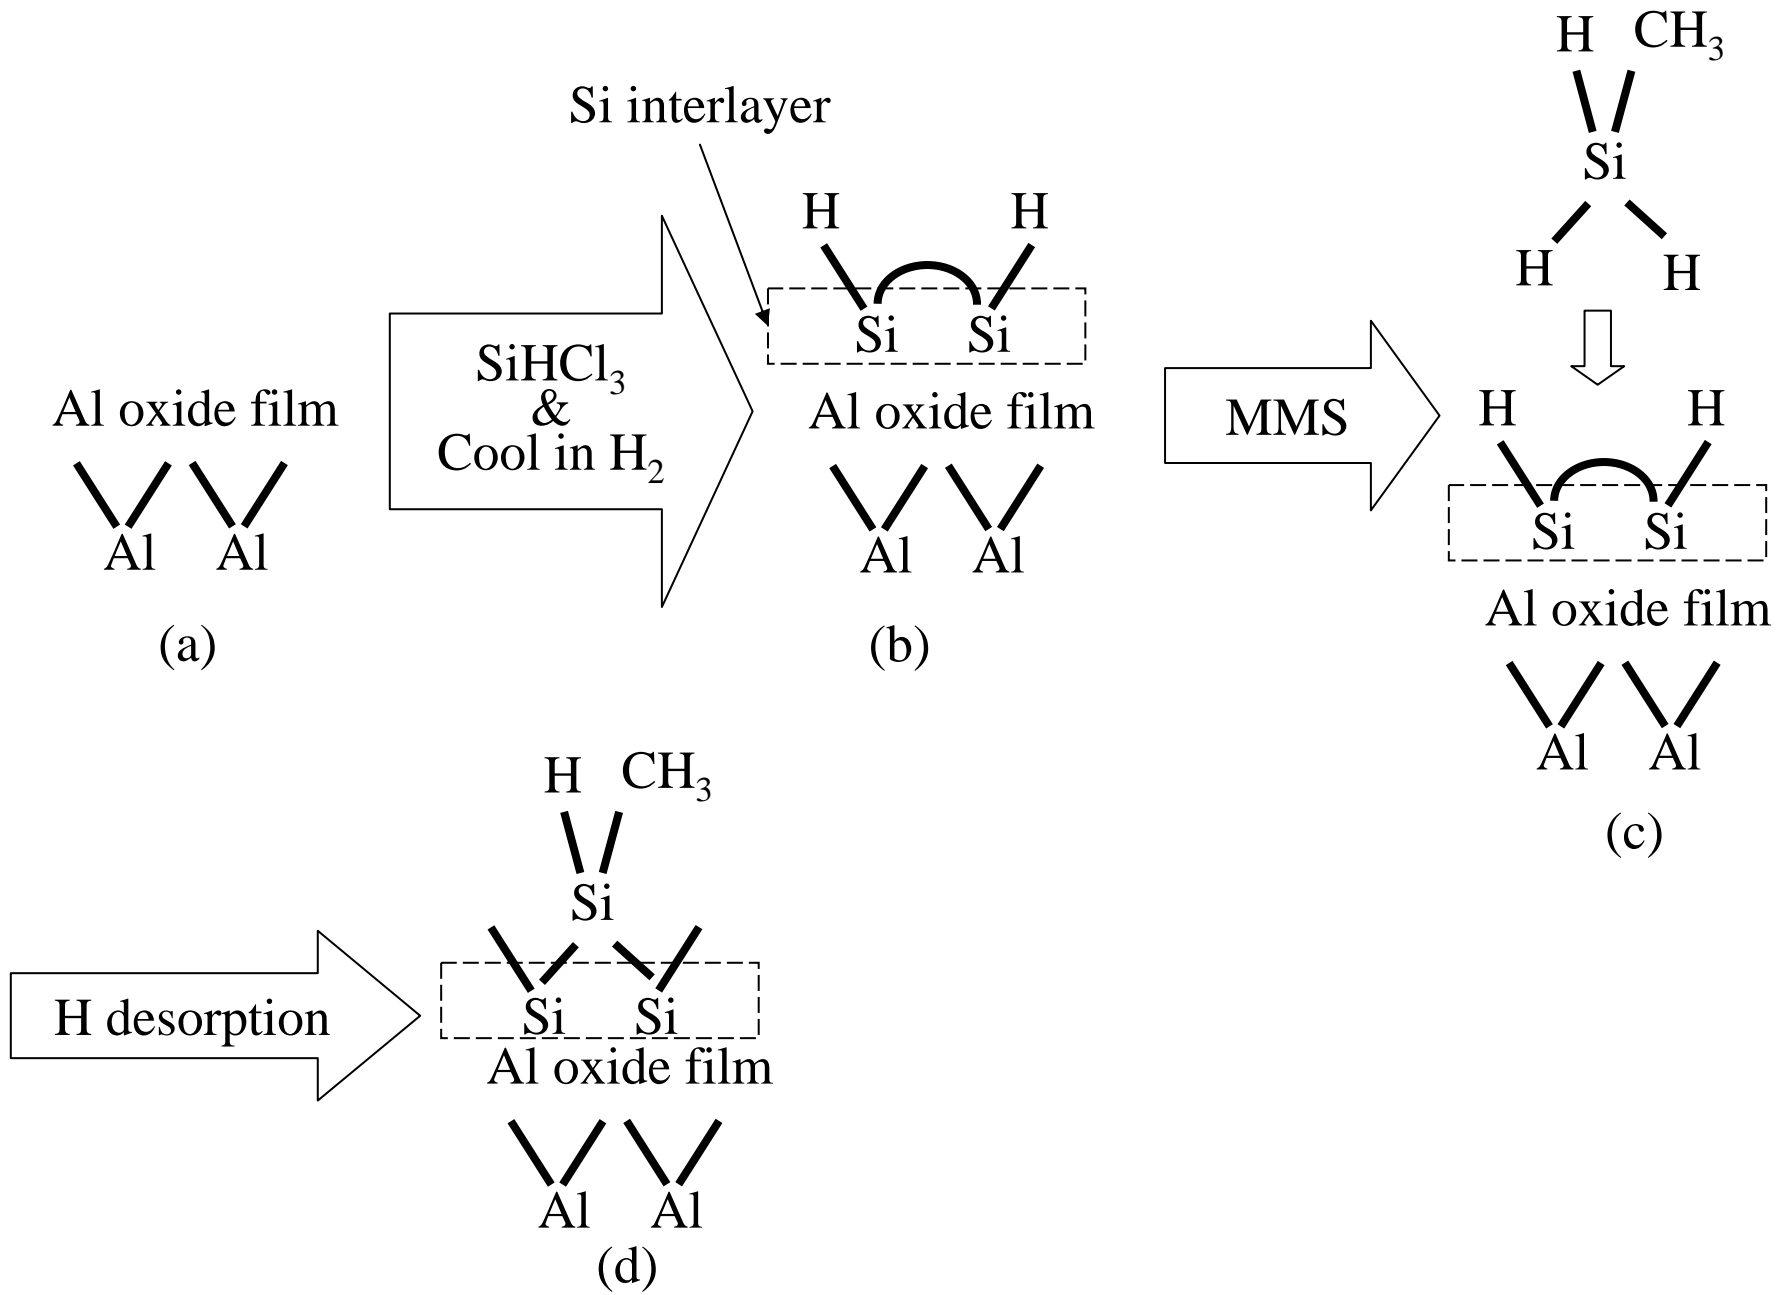 Al oxide film
Al Al
(a)
SiHCl₃
&
Cool in H₂
Si interlayer
H H
Si Si
Al oxide film
Al Al
(b)
MMS
H CH₃
Si
H H
H H
Si Si
Al oxide film
Al Al
(c)
H desorption
H CH₃
Si
Si Si
Al oxide film
Al Al
(d)